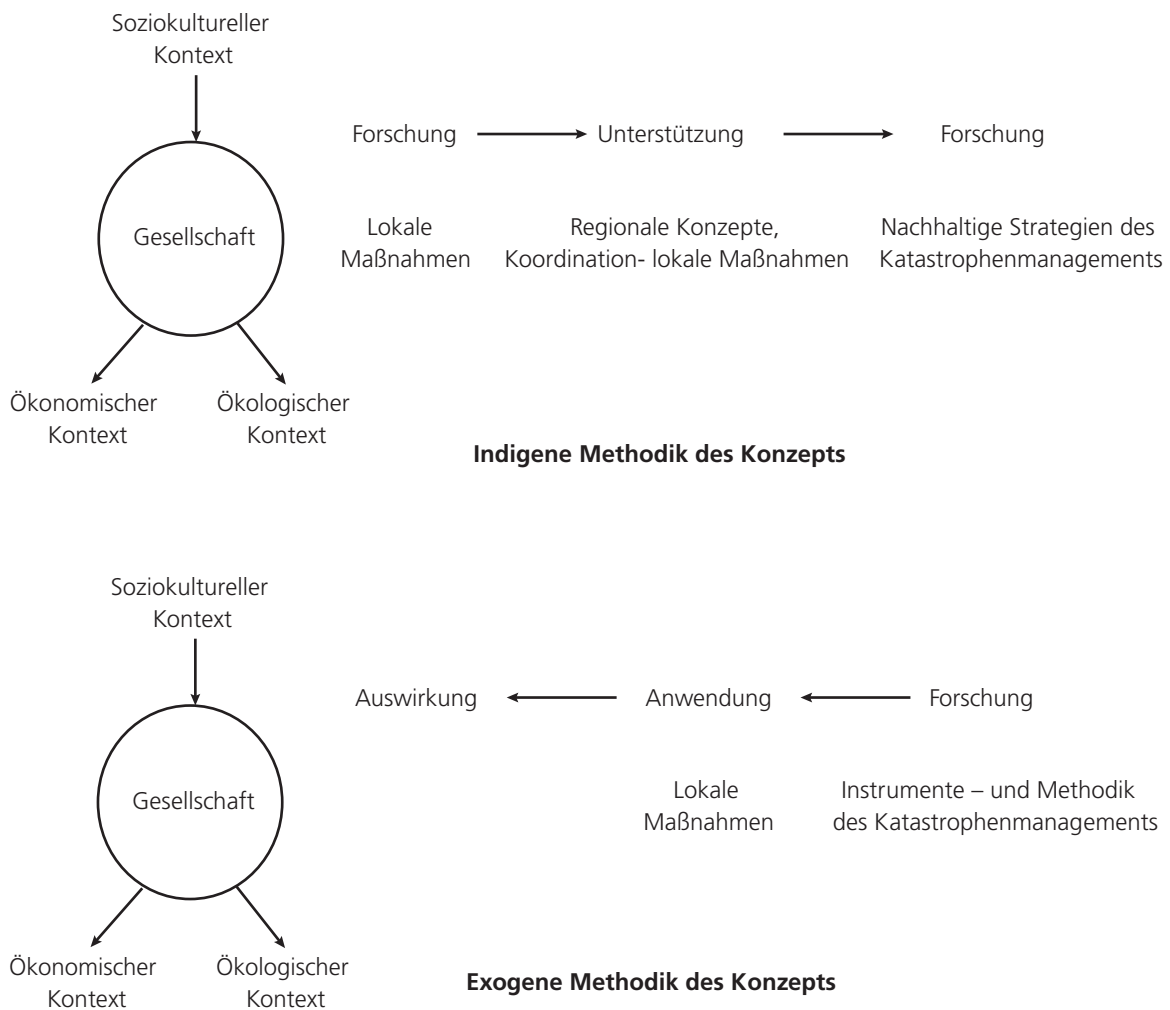 Soziokultureller
Kontext
Forschung Unterstützung Forschung
Gesellschaft
Lokale
Maßnahmen
Regionale Konzepte,
Koordination- lokale Maßnahmen
Nachhaltige Strategien des
Katastrophenmanagements
Ökonomischer
Kontext
Ökologischer
Kontext
Indigene Methodik des Konzepts
Soziokultureller
Kontext
Auswirkung Anwendung Forschung
Gesellschaft
Lokale
Maßnahmen
Instrumente – und Methodik
des Katastrophenmanagements
Ökonomischer
Kontext
Ökologischer
Kontext
Exogene Methodik des Konzepts